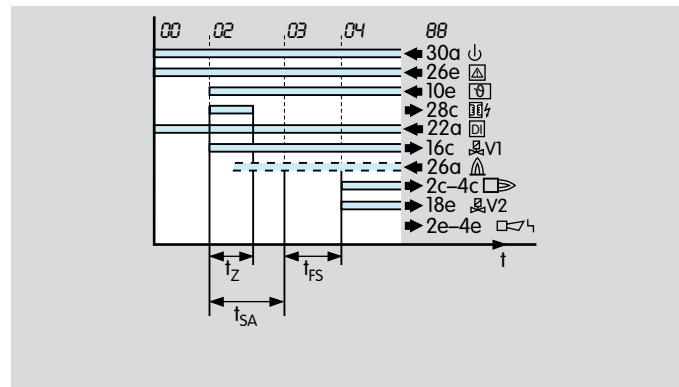 00 02 03 04 88
30a
26e
10e ϑ
28c
22a DI
16c V1
26a
2c–4c
18e V2
2e–4e
t
tZ tFS
tSA